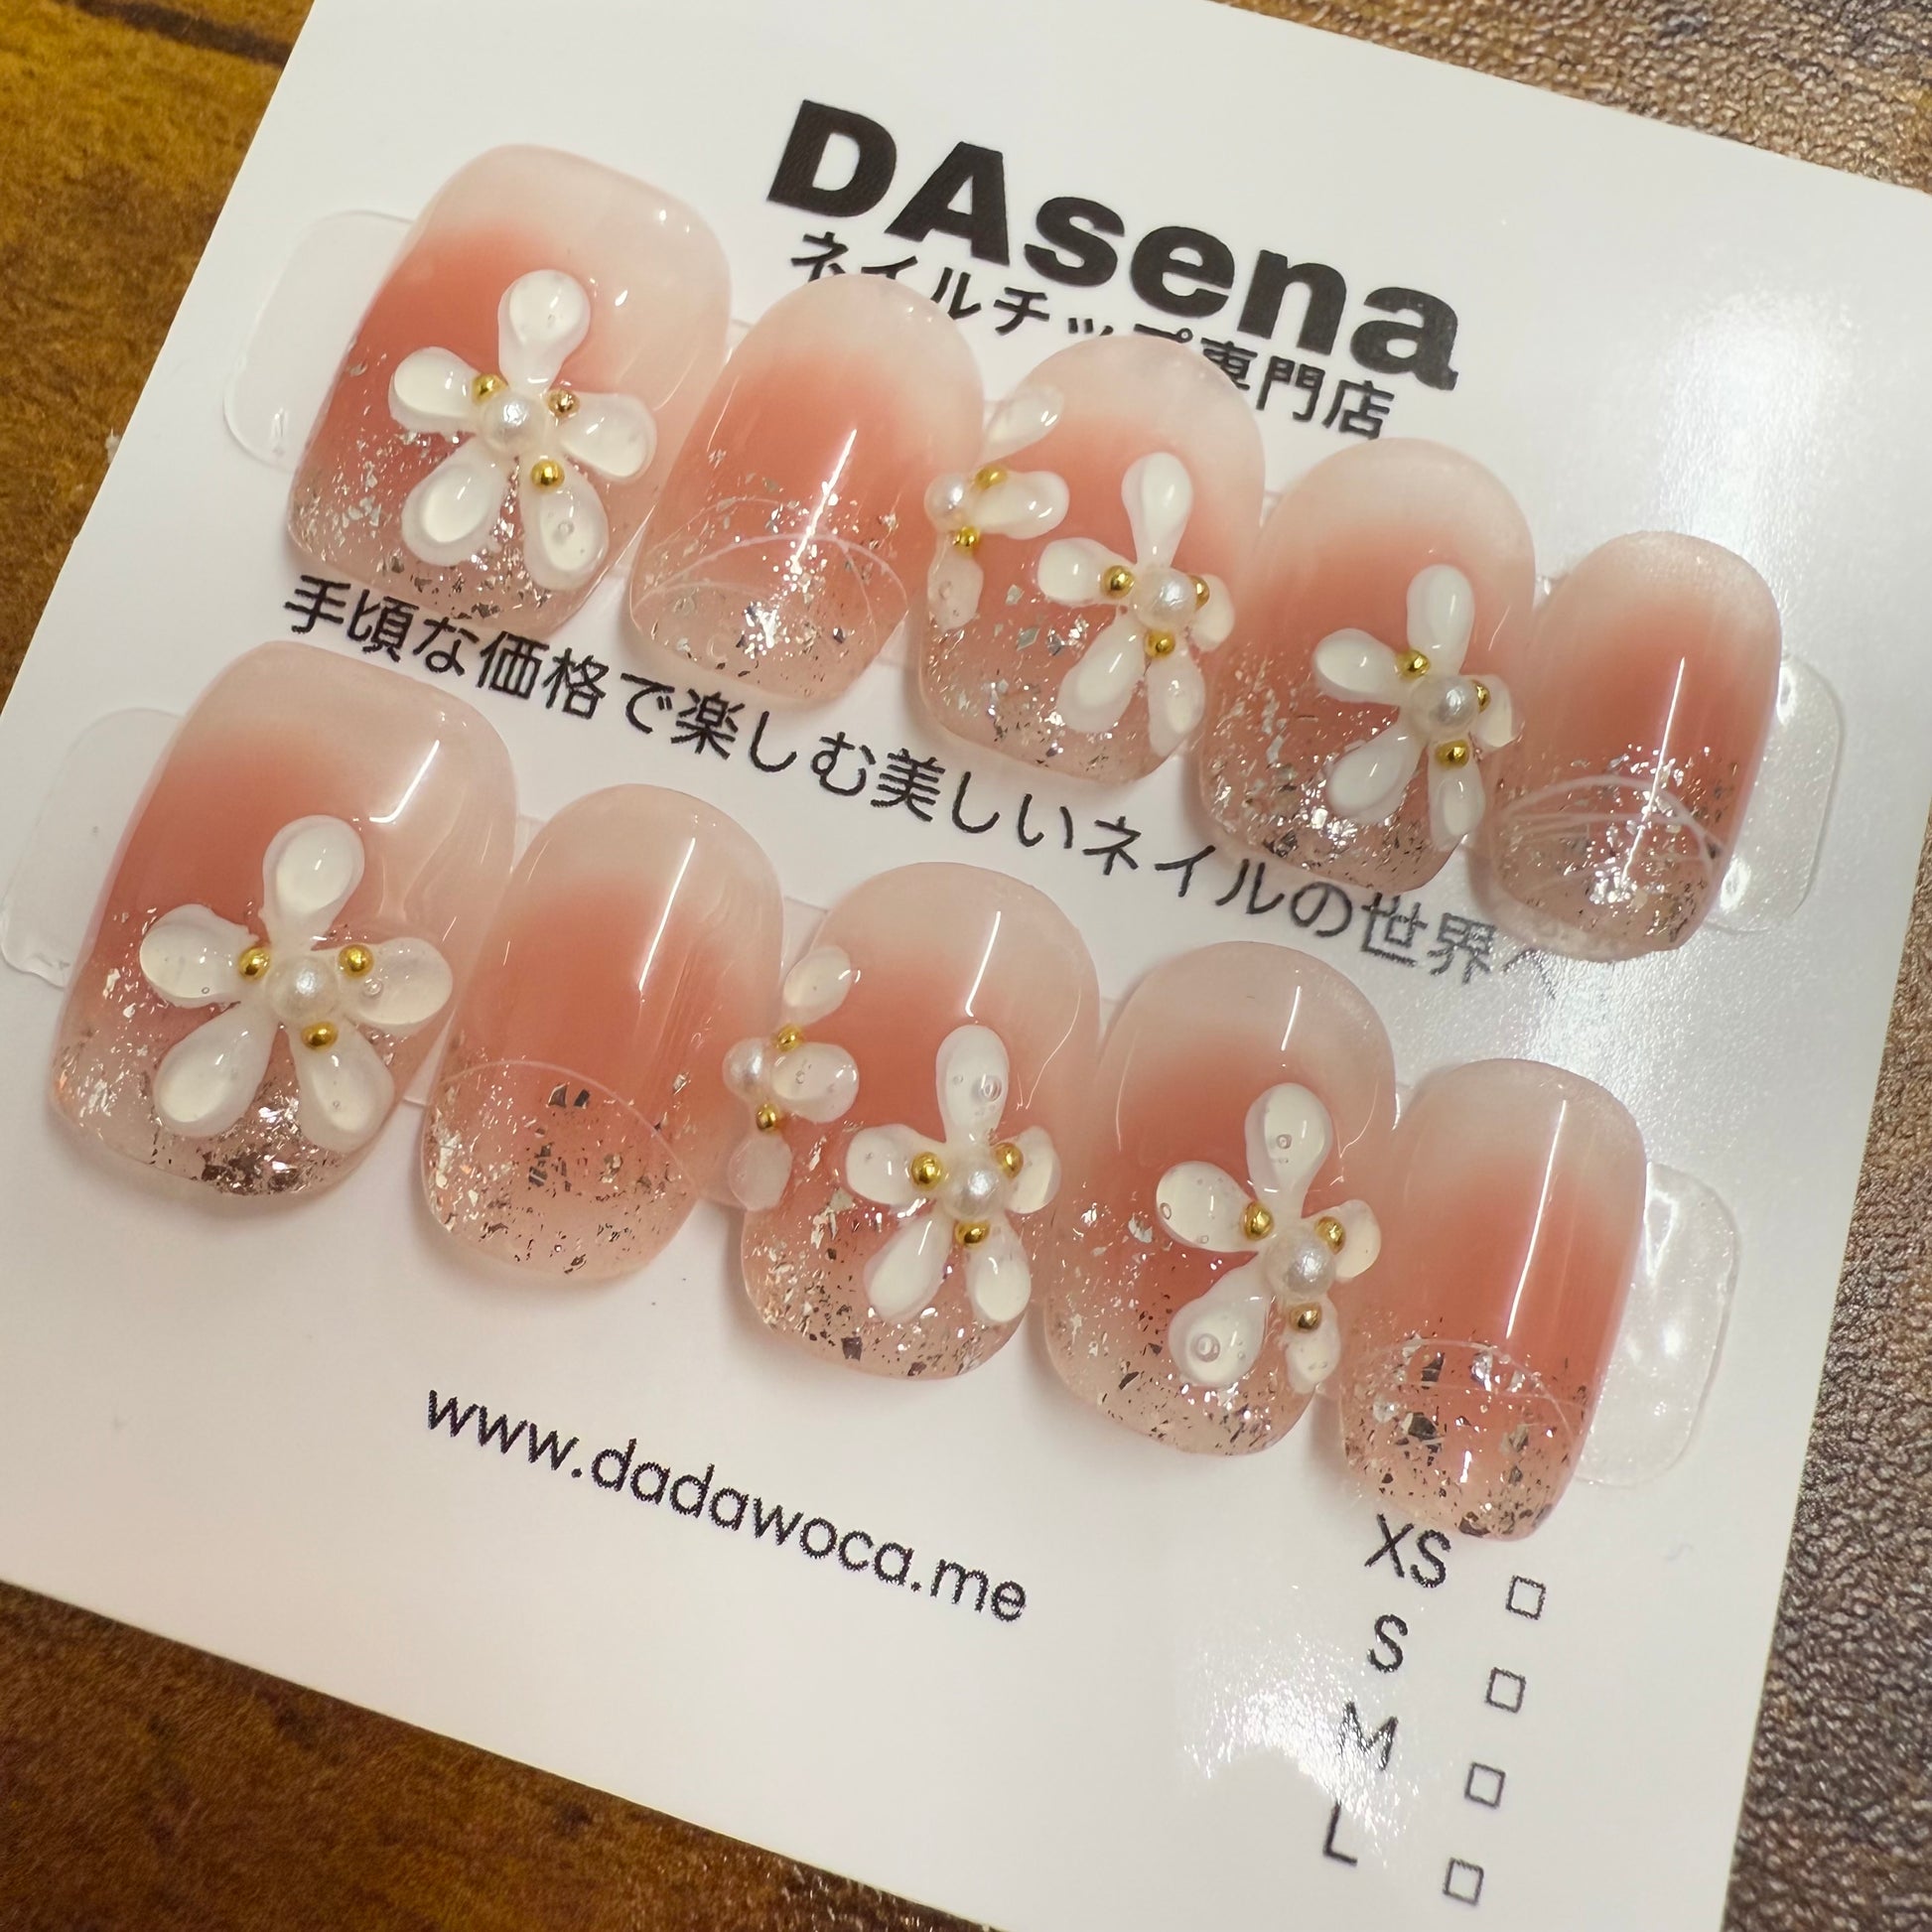 DAsena
ネイルチップ専門店
手頃な価格で楽しむ美しいネイルの世界へ
www.dadawoca.me
XS □
S □
M □
L □